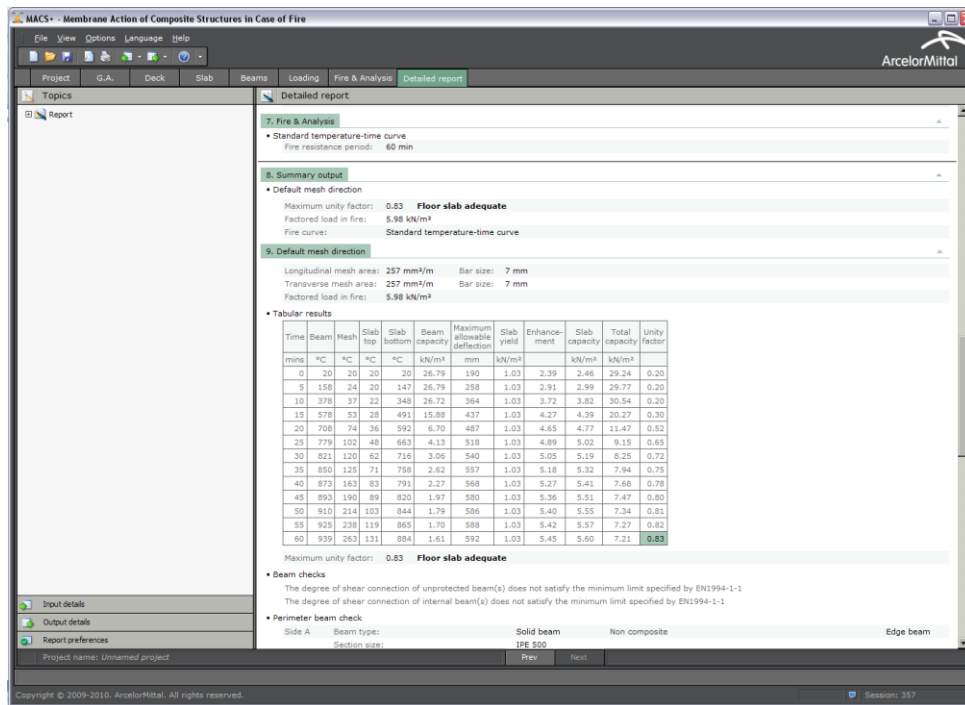 MACS+ - Membrane Action of Composite Structures in Case of Fire
File View Options Language Help
ArcelorMittal
Project G.A. Deck Slab Beams Loading Fire & Analysis Detailed report
Topics
Report
Detailed report
7. Fire & Analysis
• Standard temperature-time curve
Fire resistance period: 60 min
8. Summary output
• Default mesh direction
Maximum unity factor: 0.83 Floor slab adequate
Factored load in fire: 5.98 kN/m²
Fire curve: Standard temperature-time curve
9. Default mesh direction
Longitudinal mesh area: 257 mm²/m Bar size: 7 mm
Transverse mesh area: 257 mm²/m Bar size: 7 mm
Factored load in fire: 5.98 kN/m²
• Tabular results
Time Beam Mesh Slab top Slab bottom Beam capacity Maximum allowable deflection Slab yield Enhance-ment Slab capacity Total capacity Unity factor
mins °C °C °C °C kN/m² mm kN/m² kN/m² kN/m²
0 20 20 20 20 26.79 190 1.03 2.39 2.46 29.24 0.20
5 158 24 20 147 26.79 258 1.03 2.91 2.99 29.77 0.20
10 378 37 22 348 26.72 364 1.03 3.72 3.82 30.54 0.20
15 578 53 28 491 15.88 437 1.03 4.27 4.39 20.27 0.30
20 708 74 36 592 6.70 487 1.03 4.65 4.77 11.47 0.52
25 779 102 48 663 4.13 518 1.03 4.89 5.02 9.15 0.65
30 821 120 62 716 3.06 540 1.03 5.05 5.19 8.25 0.72
35 850 125 71 758 2.62 557 1.03 5.18 5.32 7.94 0.75
40 873 163 83 791 2.27 568 1.03 5.27 5.41 7.68 0.78
45 893 190 89 820 1.97 580 1.03 5.36 5.51 7.47 0.80
50 910 214 103 844 1.79 586 1.03 5.40 5.55 7.34 0.81
55 925 238 119 865 1.70 588 1.03 5.42 5.57 7.27 0.82
60 939 263 131 884 1.61 592 1.03 5.45 5.60 7.21 0.83
Maximum unity factor: 0.83 Floor slab adequate
• Beam checks
The degree of shear connection of unprotected beam(s) does not satisfy the minimum limit specified by EN1994-1-1
The degree of shear connection of internal beam(s) does not satisfy the minimum limit specified by EN1994-1-1
• Perimeter beam check
Side A Beam type: Solid beam Non composite Edge beam
Section size: IPE 500
Input details
Output details
Report preferences
Project name: Unnamed project
Prev Next
Copyright © 2009-2010. ArcelorMittal. All rights reserved.
Session: 357